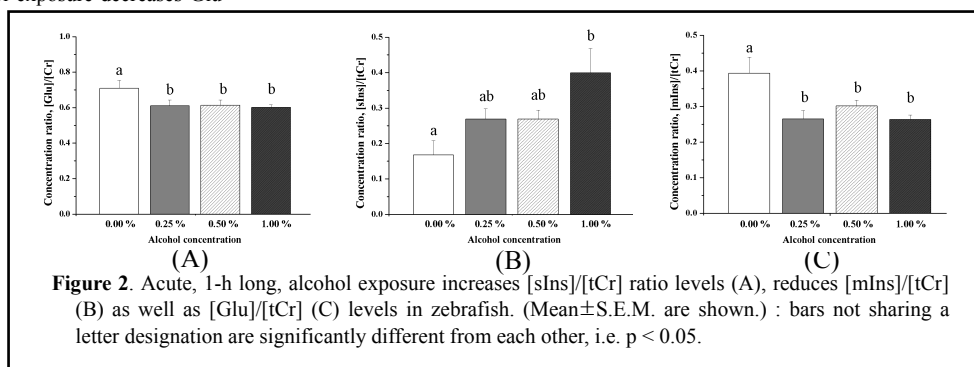 exposure decreases Glu
Concentration ratio, [Glu]/[Cr]
1.0
0.8
0.6
0.4
0.2
0.0
a
b
b
b
0.00 %
0.25 %
0.50 %
1.00 %
Alcohol concentration
(A)
Concentration ratio, [sIns]/[tCr]
0.5
0.4
0.3
0.2
0.1
0.0
a
ab
ab
b
0.00 %
0.25 %
0.50 %
1.00 %
Alcohol concentration
(B)
Concentration ratio, [mIns]/[tCr]
0.5
0.4
0.3
0.2
0.1
0.0
a
b
b
b
0.00 %
0.25 %
0.50 %
1.00 %
Alcohol concentration
(C)
Figure 2. Acute, 1-h long, alcohol exposure increases [sIns]/[tCr] ratio levels (A), reduces [mIns]/[tCr]
(B) as well as [Glu]/[tCr] (C) levels in zebrafish. (Mean±S.E.M. are shown.) : bars not sharing a
letter designation are significantly different from each other, i.e. p < 0.05.